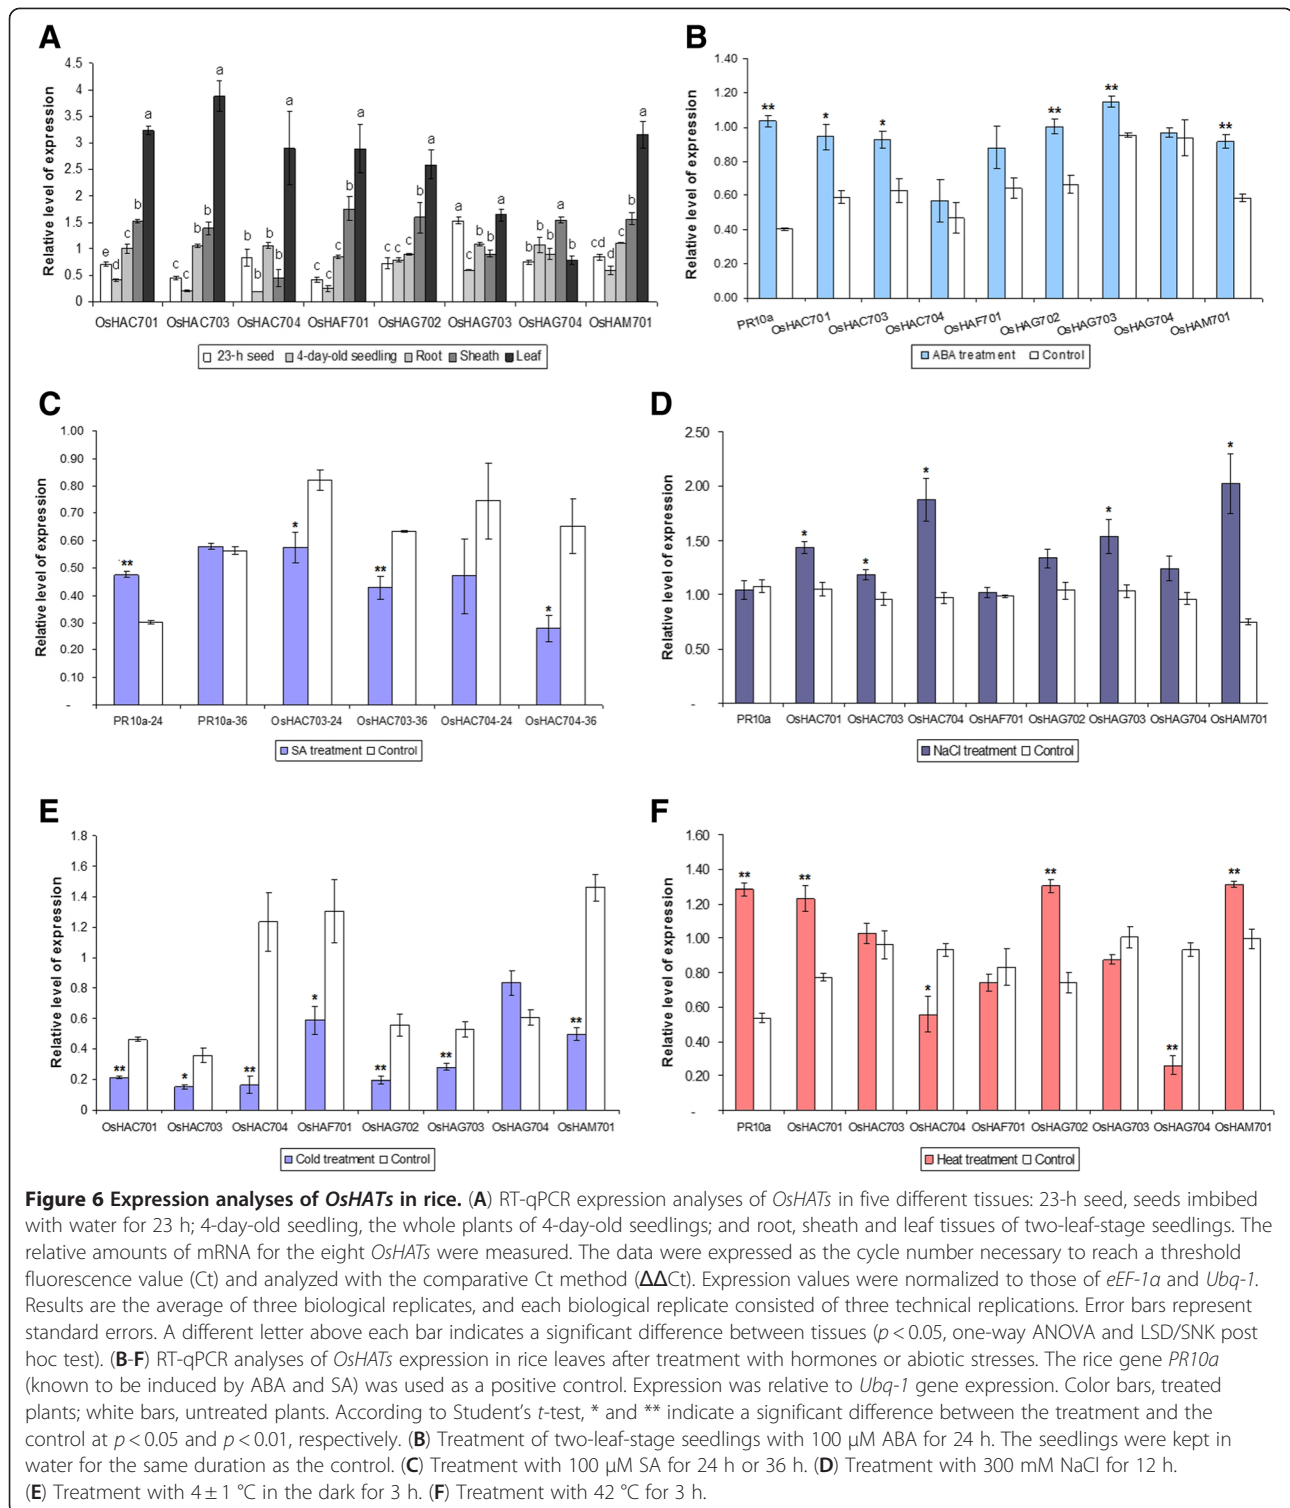 A
Relative level of expression
4.5
4
3.5
3
2.5
2
1.5
1
0.5
0
e d c b a
c c b b a
b b b b a
c c c b a
c c c b a
a c b b a
b b b a b
cd d c b a
OsHAC701 OsHAC703 OsHAC704 OsHAF701 OsHAG702 OsHAG703 OsHAG704 OsHAM701
23-h seed 4-day-old seedling Root Sheath Leaf
B
Relative level of expression
1.40
1.20
1.00
0.80
0.60
0.40
0.20
0.00
** * * ** ** **
PR10a OsHAC701 OsHAC703 OsHAC704 OsHAF701 OsHAG702 OsHAG703 OsHAG704 OsHAM701
ABA treatment Control
C
Relative level of expression
1.00
0.90
0.80
0.70
0.60
0.50
0.40
0.30
0.20
0.10
-
** * ** *
PR10a-24 PR10a-36 OsHAC703-24 OsHAC703-36 OsHAC704-24 OsHAC704-36
SA treatment Control
D
Relative level of expression
2.50
2.00
1.50
1.00
0.50
-
* * * * *
PR10a OsHAC701 OsHAC703 OsHAC704 OsHAF701 OsHAG702 OsHAG703 OsHAG704 OsHAM701
NaCl treatment Control
E
Relative level of expression
1.8
1.6
1.4
1.2
1
0.8
0.6
0.4
0.2
0
** * ** * ** ** **
OsHAC701 OsHAC703 OsHAC704 OsHAF701 OsHAG702 OsHAG703 OsHAG704 OsHAM701
Cold treatment Control
F
Relative level of expression
1.60
1.40
1.20
1.00
0.80
0.60
0.40
0.20
-
** ** * ** ** **
PR10a OsHAC701 OsHAC703 OsHAC704 OsHAF701 OsHAG702 OsHAG703 OsHAG704 OsHAM701
Heat treatment Control
Figure 6 Expression analyses of OsHATs in rice. (A) RT-qPCR expression analyses of OsHATs in five different tissues: 23-h seed, seeds imbibed
with water for 23 h; 4-day-old seedling, the whole plants of 4-day-old seedlings; and root, sheath and leaf tissues of two-leaf-stage seedlings. The
relative amounts of mRNA for the eight OsHATs were measured. The data were expressed as the cycle number necessary to reach a threshold
fluorescence value (Ct) and analyzed with the comparative Ct method (ΔΔCt). Expression values were normalized to those of eEF-1α and Ubq-1.
Results are the average of three biological replicates, and each biological replicate consisted of three technical replications. Error bars represent
standard errors. A different letter above each bar indicates a significant difference between tissues (p < 0.05, one-way ANOVA and LSD/SNK post
hoc test). (B-F) RT-qPCR analyses of OsHATs expression in rice leaves after treatment with hormones or abiotic stresses. The rice gene PR10a
(known to be induced by ABA and SA) was used as a positive control. Expression was relative to Ubq-1 gene expression. Color bars, treated
plants; white bars, untreated plants. According to Student's t-test, * and ** indicate a significant difference between the treatment and the
control at p < 0.05 and p < 0.01, respectively. (B) Treatment of two-leaf-stage seedlings with 100 μM ABA for 24 h. The seedlings were kept in
water for the same duration as the control. (C) Treatment with 100 μM SA for 24 h or 36 h. (D) Treatment with 300 mM NaCl for 12 h.
(E) Treatment with 4 ± 1 °C in the dark for 3 h. (F) Treatment with 42 °C for 3 h.